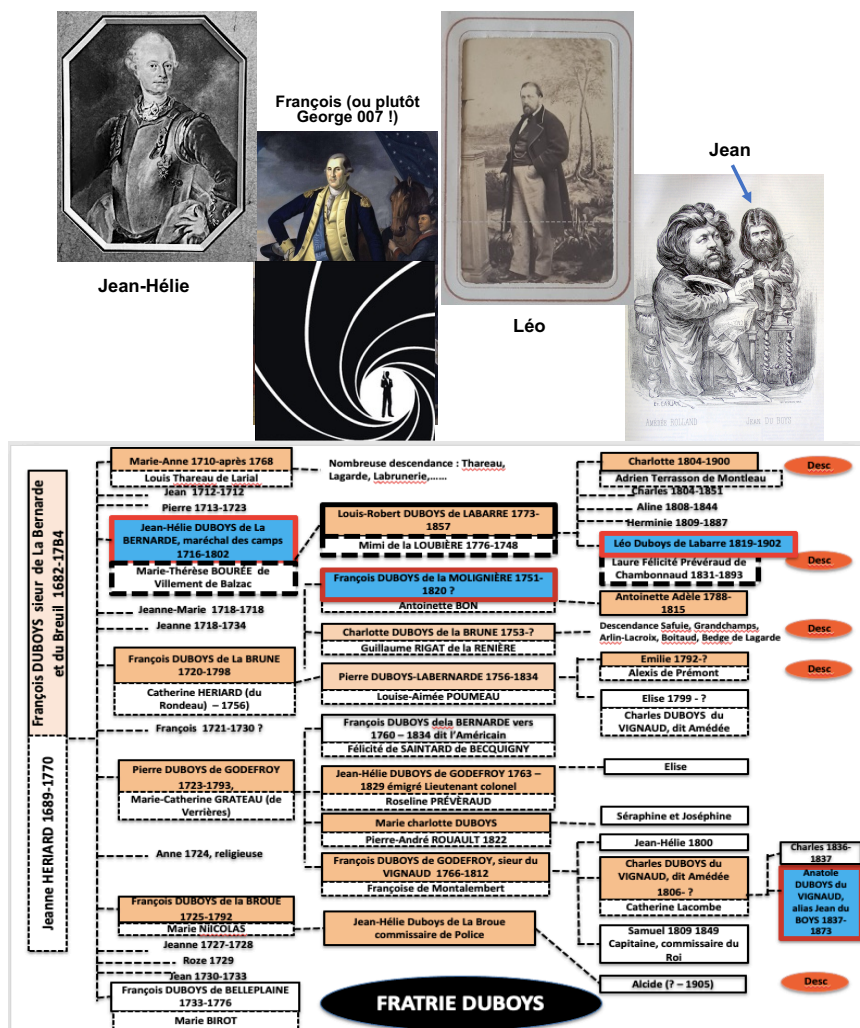 François (ou plutôt
George 007 !)
Jean
Jean-Hélie
Léo
ET. CARJAT
AMÉDÉE ROLLAND
JEAN DU BOYS
François DUBOYS sieur de La Bernarde
et du Breuil 1682-17B4
Jeanne HERIARD 1689-1770
Marie-Anne 1710-après 1768
Louis Thareau de Larial
Jean 1712-1712
Pierre 1713-1723
Jean-Hélie DUBOYS de La
BERNARDE, maréchal des camps
1716-1802
Marie-Thérèse BOURÉE de
Villement de Balzac
Jeanne-Marie 1718-1718
Jeanne 1718-1734
François DUBOYS de La BRUNE
1720-1798
Catherine HERIARD (du
Rondeau) – 1756)
François 1721-1730 ?
Pierre DUBOYS de GODEFROY
1723-1793,
Marie-Catherine GRATEAU (de
Verrières)
Anne 1724, religieuse
François DUBOYS de la BROUE
1725-1792
Marie NiICOLAS
Jeanne 1727-1728
Roze 1729
Jean 1730-1733
François DUBOYS de BELLEPLAINE
1733-1776
Marie BIROT
Nombreuse descendance : Thareau,
Lagarde, Labrunerie,......
Louis-Robert DUBOYS de LABARRE 1773-
1857
Mimi de la LOUBIÈRE 1776-1748
François DUBOYS de la MOLIGNIÈRE 1751-
1820 ?
Antoinette BON
Charlotte DUBOYS de la BRUNE 1753-?
Guillaume RIGAT de la RENIÈRE
Pierre DUBOYS-LABERNARDE 1756-1834
Louise-Aimée POUMEAU
François DUBOYS dela BERNARDE vers
1760 – 1834 dit l'Américain
Félicité de SAINTARD de BECQUIGNY
Jean-Hélie DUBOYS de GODEFROY 1763 –
1829 émigré Lieutenant colonel
Roseline PRÉVÈRAUD
Marie charlotte DUBOYS
Pierre-André ROUAULT 1822
François DUBOYS de GODEFROY, sieur du
VIGNAUD 1766-1812
Françoise de Montalembert
Jean-Hélie Duboys de La Broue
commissaire de Police
FRATRIE DUBOYS
Charlotte 1804-1900
Adrien Terrasson de Montleau
Charles 1804-1851
Aline 1808-1844
Herminie 1809-1887
Léo Duboys de Labarre 1819-1902
Laure Félicité Prévéraud de
Chambonnaud 1831-1893
Antoinette Adèle 1788-
1815
Descendance Safuie, Grandchamps,
Arlin-Lacroix, Boitaud, Bedge de Lagarde
Emilie 1792-?
Alexis de Prémont
Elise 1799 - ?
Charles DUBOYS du
VIGNAUD, dit Amédée
Elise
Séraphine et Joséphine
Jean-Hélie 1800
Charles DUBOYS du
VIGNAUD, dit Amédée
1806- ?
Catherine Lacombe
Samuel 1809 1849
Capitaine, commissaire du
Roi
Alcide (? – 1905)
Charles 1836-
1837
Anatole
DUBOYS du
VIGNAUD,
alias Jean du
BOYS 1837-
1873
Desc
Desc
Desc
Desc
Desc